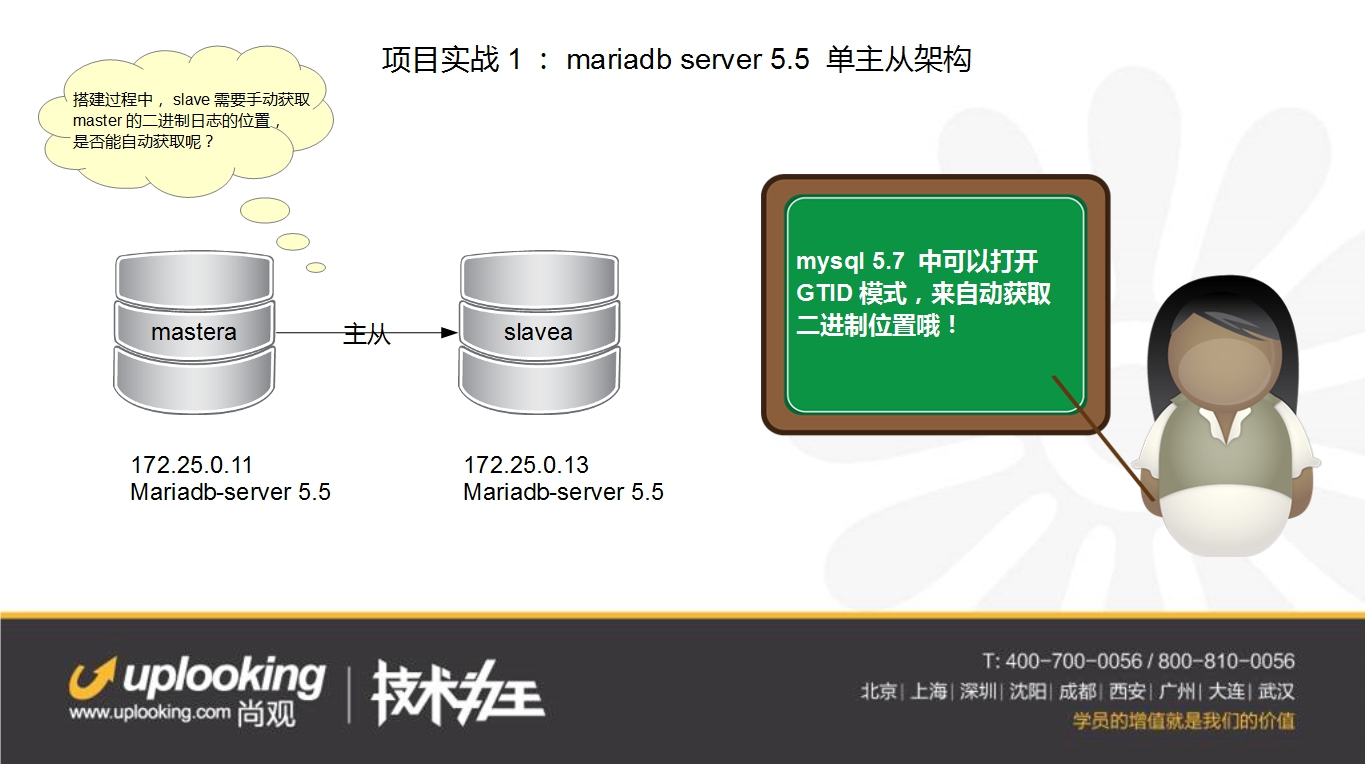 项目实战 1 ： mariadb server 5.5 单主从架构
搭建过程中， slave 需要手动获取
master 的二进制日志的位置，
是否能自动获取呢？
mysql 5.7 中可以打开
GTID 模式，来自动获取
二进制位置哦！
mastera
主从
slavea
172.25.0.11
Mariadb-server 5.5
172.25.0.13
Mariadb-server 5.5
uplooking
www.uplooking.com 尚观
技术为王
T: 400-700-0056 / 800-810-0056
北京| 上海| 深圳| 沈阳| 成都| 西安| 广州| 大连| 武汉
学员的增值就是我们的价值